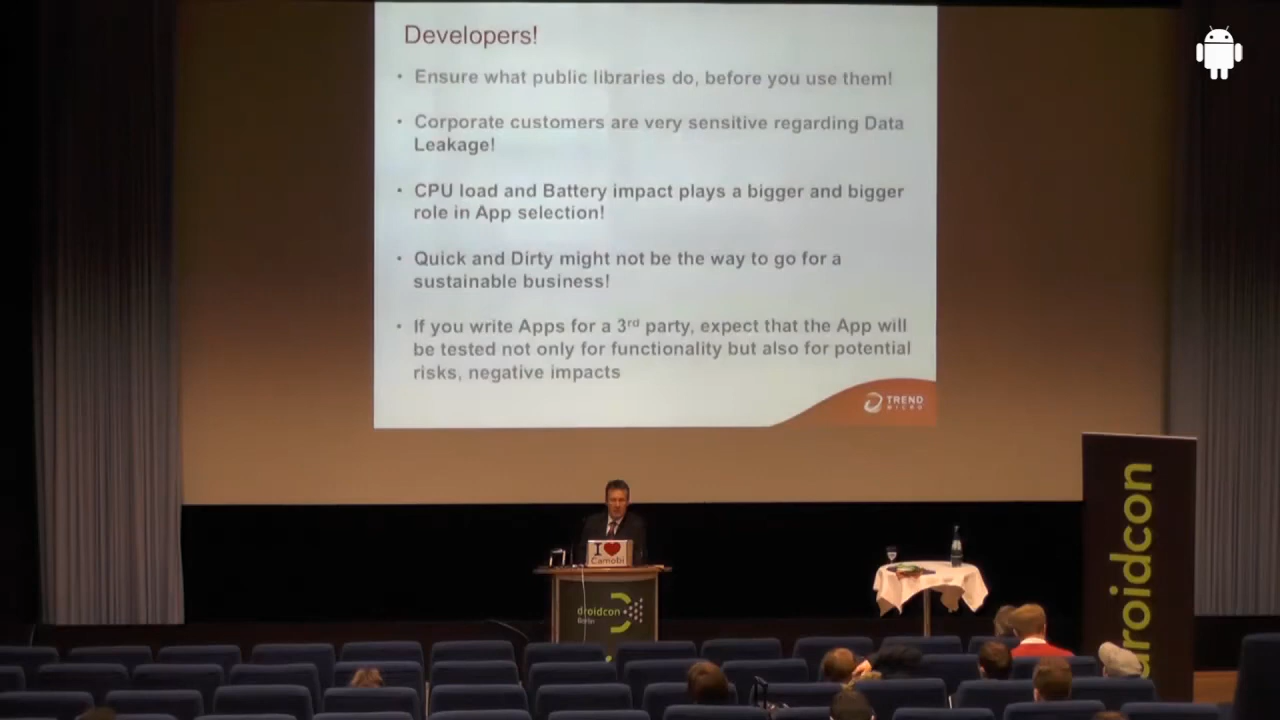 Developers!
• Ensure what public libraries do, before you use them!
• Corporate customers are very sensitive regarding Data
Leakage!
• CPU load and Battery impact plays a bigger and bigger
role in App selection!
• Quick and Dirty might not be the way to go for a
sustainable business!
• If you write Apps for a 3rd party, expect that the App will
be tested not only for functionality but also for potential
risks, negative impacts
TREND
MICRO
I
Camobi
droidcon
Berlin
droidcon